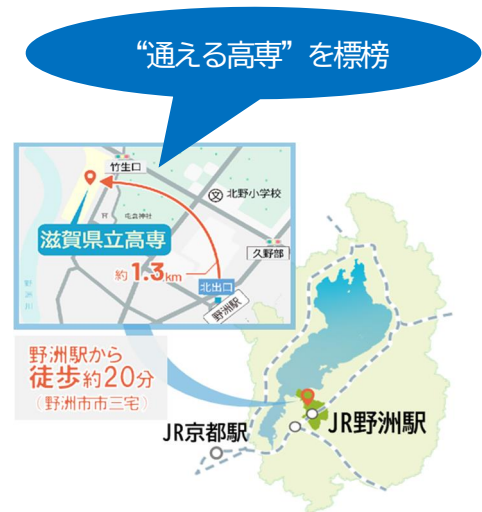 “通える高専”を標榜
竹生口
北野小学校
滋賀県立高専
久野部
約1.3km
北出口
野洲駅
野洲川
野洲駅から
徒歩約20分
(野洲市市三宅)
JR京都駅
JR野洲駅